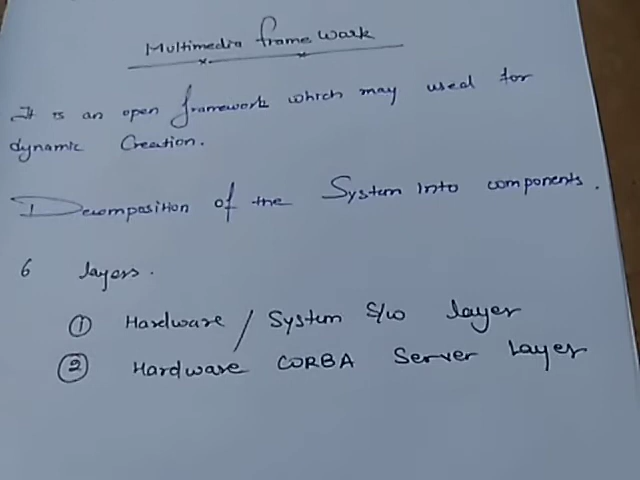 Multimedia frame Work
It is an open framework which may used for
dynamic Creation.
Decomposition of the System Into components.
6 layers.
① Hardware / System S/w layer
② Hardware CORBA Server Layer